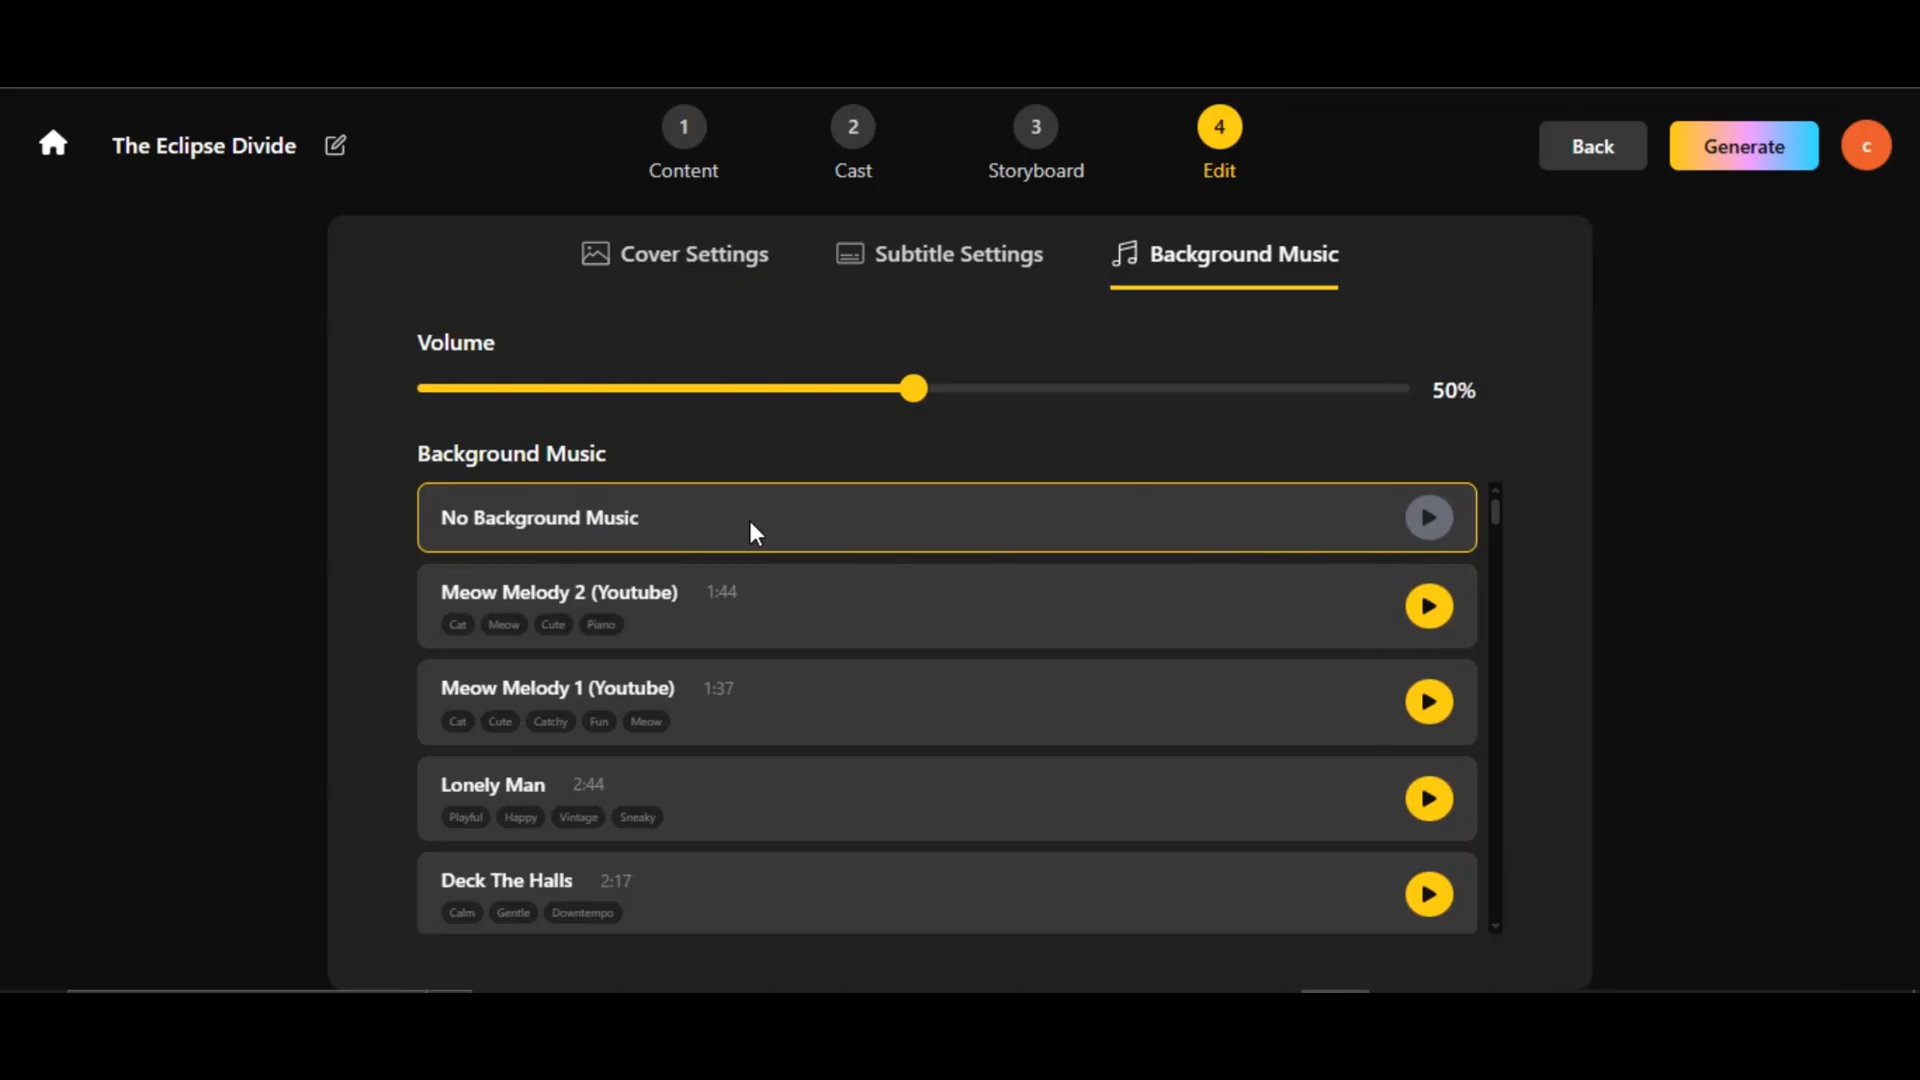 The Eclipse Divide
1
Content
2
Cast
3
Storyboard
4
Edit
Back
Generate
c
Cover Settings
Subtitle Settings
Background Music
Volume
50%
Background Music
No Background Music
Meow Melody 2 (Youtube) 1:44
Cat Meow Cute Piano
Meow Melody 1 (Youtube) 1:37
Cat Cute Catchy Fun Meow
Lonely Man 2:44
Playful Happy Vintage Sneaky
Deck The Halls 2:17
Calm Gentle Downtempo